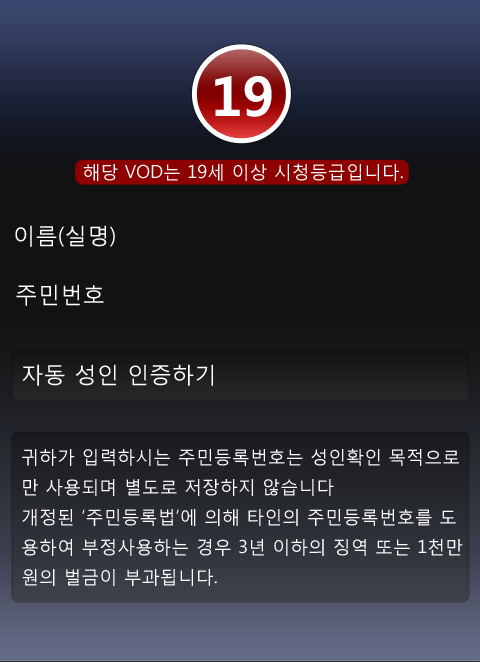 19
해당 VOD는 19세 이상 시청등급입니다.
이름(실명)
주민번호
자동 성인 인증하기
귀하가 입력하시는 주민등록번호는 성인확인 목적으로
만 사용되며 별도로 저장하지 않습니다
개정된 ‘주민등록법’에 의해 타인의 주민등록번호를 도
용하여 부정사용하는 경우 3년 이하의 징역 또는 1천만
원의 벌금이 부과됩니다.